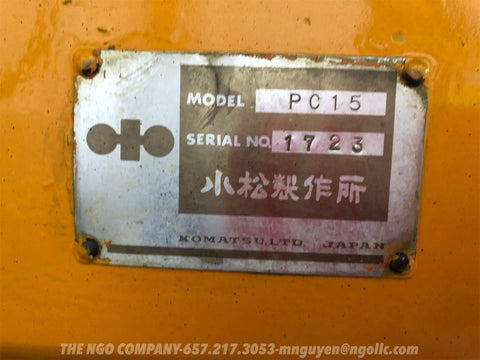 MODEL PC15
SERIAL NO. 1723
小松製作所
KOMATSU,LTD. JAPAN
THE NGO COMPANY-657.217.3053-mnguyen@ngollc.com